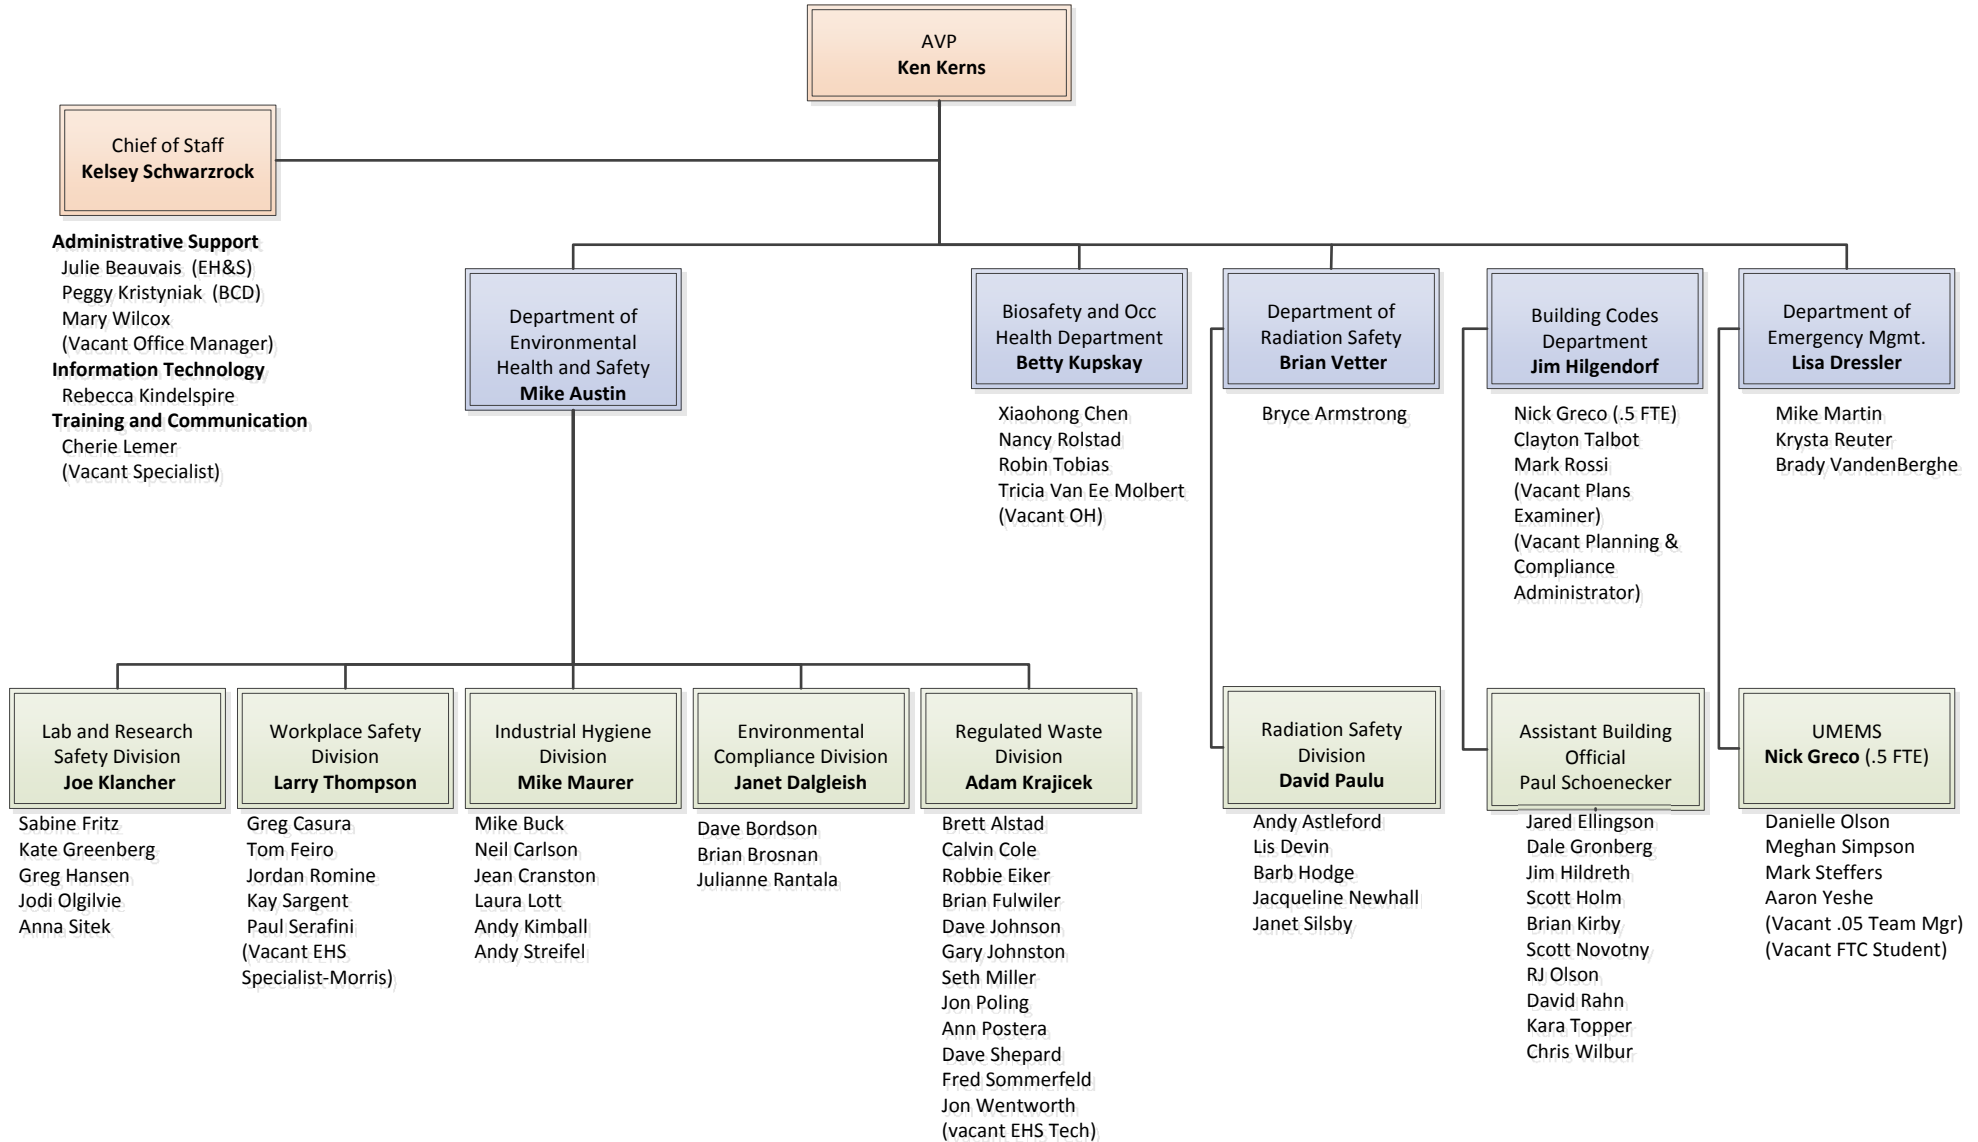 AVP
Ken Kerns
Chief of Staff
Kelsey Schwarzrock
Administrative Support
Julie Beauvais (EH&S)
Peggy Kristyniak (BCD)
Mary Wilcox
(Vacant Office Manager)
Information Technology
Rebecca Kindelspire
Training and Communication
Cherie Lemer
(Vacant Specialist)
Department of
Environmental
Health and Safety
Mike Austin
Biosafety and Occ
Health Department
Betty Kupskay
Xiaohong Chen
Nancy Rolstad
Robin Tobias
Tricia Van Ee Molbert
(Vacant OH)
Department of
Radiation Safety
Brian Vetter
Bryce Armstrong
Building Codes
Department
Jim Hilgendorf
Nick Greco (.5 FTE)
Clayton Talbot
Mark Rossi
(Vacant Plans
Examiner)
(Vacant Planning &
Compliance
Administrator)
Department of
Emergency Mgmt.
Lisa Dressler
Mike Martin
Krysta Reuter
Brady VandenBerghe
Lab and Research
Safety Division
Joe Klancher
Sabine Fritz
Kate Greenberg
Greg Hansen
Jodi Olgilvie
Anna Sitek
Workplace Safety
Division
Larry Thompson
Greg Casura
Tom Feiro
Jordan Romine
Kay Sargent
Paul Serafini
(Vacant EHS
Specialist-Morris)
Industrial Hygiene
Division
Mike Maurer
Mike Buck
Neil Carlson
Jean Cranston
Laura Lott
Andy Kimball
Andy Streifel
Environmental
Compliance Division
Janet Dalgleish
Dave Bordson
Brian Brosnan
Julianne Rantala
Regulated Waste
Division
Adam Krajicek
Brett Alstad
Calvin Cole
Robbie Eiker
Brian Fulwiler
Dave Johnson
Gary Johnston
Seth Miller
Jon Poling
Ann Postera
Dave Shepard
Fred Sommerfeld
Jon Wentworth
(vacant EHS Tech)
Radiation Safety
Division
David Paulu
Andy Astleford
Lis Devin
Barb Hodge
Jacqueline Newhall
Janet Silsby
Assistant Building
Official
Paul Schoenecker
Jared Ellingson
Dale Gronberg
Jim Hildreth
Scott Holm
Brian Kirby
Scott Novotny
RJ Olson
David Rahn
Kara Topper
Chris Wilbur
UMEMS
Nick Greco (.5 FTE)
Danielle Olson
Meghan Simpson
Mark Steffers
Aaron Yeshe
(Vacant .05 Team Mgr)
(Vacant FTC Student)